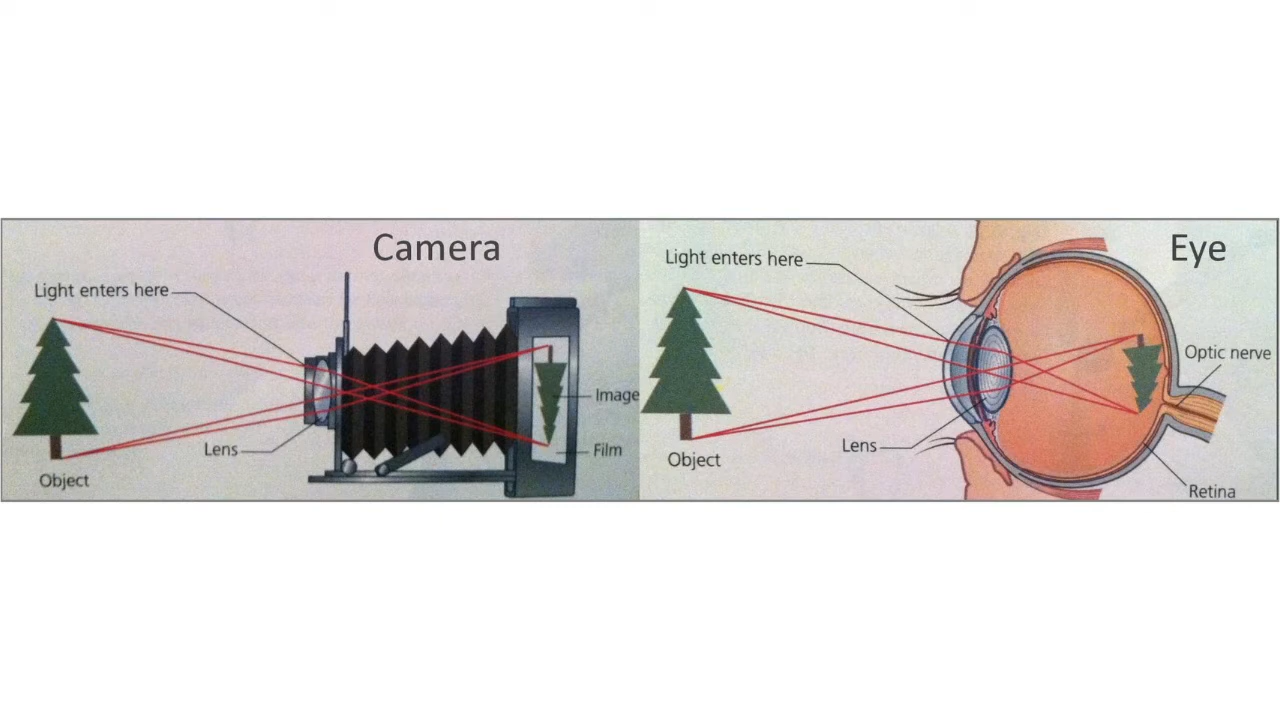 Camera
Light enters here
Lens
Object
Image
Film
Eye
Light enters here
Optic nerve
Lens
Object
Retina